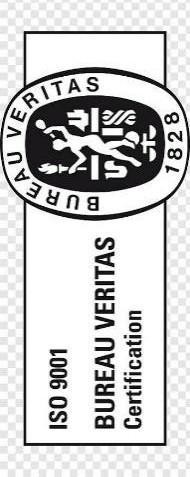 BUREAU VERITAS
1828
ISO 9001
BUREAU VERITAS
Certification